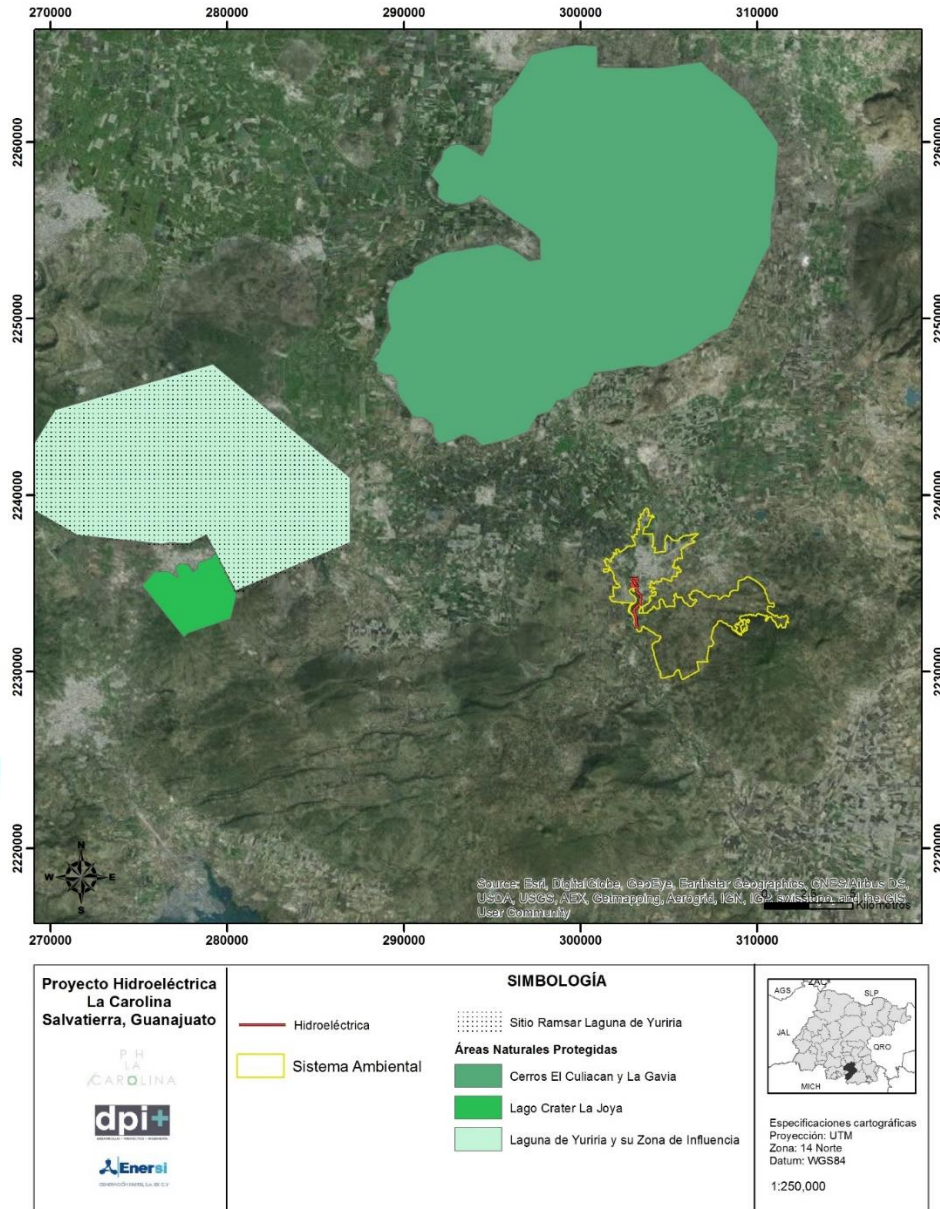 270000 280000 290000 300000 310000
2260000 2260000
2250000 2250000
2240000 2240000
2230000 2230000
2220000 2220000
N
W E
S
Source: Esri, DigitalGlobe, GeoEye, Earthstar Geographics, CNES/Airbus DS,
USDA, USGS, AEX, Getmapping, Aerogrid, IGN, IGP, swisstopo, and the GIS
User Community
Kilómetros
270000 280000 290000 300000 310000
Proyecto Hidroeléctrica
La Carolina
Salvatierra, Guanajuato
P H
LA
CAROLINA
dpi+
DESARROLLO + PROYECTOS + INGENIERÍA
Enersi
SIMBOLOGÍA
Hidroeléctrica
Sistema Ambiental
Sitio Ramsar Laguna de Yuriria
Áreas Naturales Protegidas
Cerros El Culiacan y La Gavia
Lago Crater La Joya
Laguna de Yuriria y su Zona de Influencia
AGS
ZAC
SLP
JAL
QRO
MICH
Especificaciones cartográficas
Proyección: UTM
Zona: 14 Norte
Datum: WGS84
1:250,000